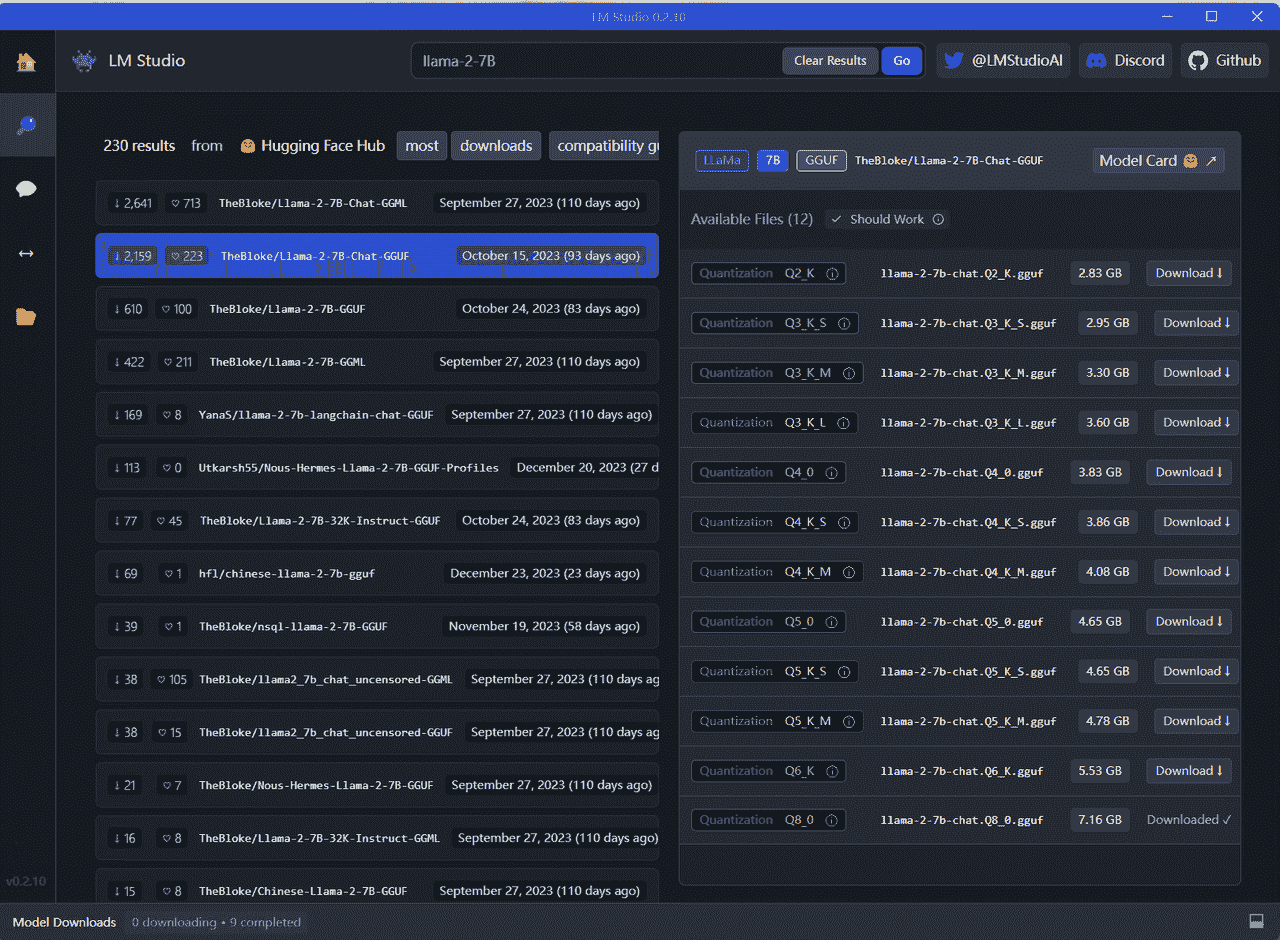 LM Studio 0.2.10
LM Studio
llama-2-7B
Clear Results
Go
@LMStudioAI
Discord
Github
230 results from 🤗 Hugging Face Hub most downloads compatibility gu
↓ 2,641 ♡ 713 TheBloke/Llama-2-7B-Chat-GGML September 27, 2023 (110 days ago)
↓ 2,159 ♡ 223 TheBloke/Llama-2-7B-Chat-GGUF October 15, 2023 (93 days ago)
↓ 610 ♡ 100 TheBloke/Llama-2-7B-GGUF October 24, 2023 (83 days ago)
↓ 422 ♡ 211 TheBloke/Llama-2-7B-GGML September 27, 2023 (110 days ago)
↓ 169 ♡ 8 YanaS/llama-2-7b-langchain-chat-GGUF September 27, 2023 (110 days ago)
↓ 113 ♡ 0 Utkarsh55/Nous-Hermes-Llama-2-7B-GGUF-Profiles December 20, 2023 (27 d
↓ 77 ♡ 45 TheBloke/Llama-2-7B-32K-Instruct-GGUF October 24, 2023 (83 days ago)
↓ 69 ♡ 1 hfl/chinese-llama-2-7b-gguf December 23, 2023 (23 days ago)
↓ 39 ♡ 1 TheBloke/nsql-llama-2-7B-GGUF November 19, 2023 (58 days ago)
↓ 38 ♡ 105 TheBloke/llama2_7b_chat_uncensored-GGML September 27, 2023 (110 days ag
↓ 38 ♡ 15 TheBloke/llama2_7b_chat_uncensored-GGUF September 27, 2023 (110 days ag
↓ 21 ♡ 7 TheBloke/Nous-Hermes-Llama-2-7B-GGUF September 27, 2023 (110 days ago)
↓ 16 ♡ 8 TheBloke/Llama-2-7B-32K-Instruct-GGML September 27, 2023 (110 days ago)
↓ 15 ♡ 8 TheBloke/Chinese-Llama-2-7B-GGUF September 27, 2023 (110 days ago)
LLaMa 7B GGUF TheBloke/Llama-2-7B-Chat-GGUF Model Card 🤗 ↗
Available Files (12) ✓ Should Work ⓘ
Quantization Q2_K ⓘ llama-2-7b-chat.Q2_K.gguf 2.83 GB Download ↓
Quantization Q3_K_S ⓘ llama-2-7b-chat.Q3_K_S.gguf 2.95 GB Download ↓
Quantization Q3_K_M ⓘ llama-2-7b-chat.Q3_K_M.gguf 3.30 GB Download ↓
Quantization Q3_K_L ⓘ llama-2-7b-chat.Q3_K_L.gguf 3.60 GB Download ↓
Quantization Q4_0 ⓘ llama-2-7b-chat.Q4_0.gguf 3.83 GB Download ↓
Quantization Q4_K_S ⓘ llama-2-7b-chat.Q4_K_S.gguf 3.86 GB Download ↓
Quantization Q4_K_M ⓘ llama-2-7b-chat.Q4_K_M.gguf 4.08 GB Download ↓
Quantization Q5_0 ⓘ llama-2-7b-chat.Q5_0.gguf 4.65 GB Download ↓
Quantization Q5_K_S ⓘ llama-2-7b-chat.Q5_K_S.gguf 4.65 GB Download ↓
Quantization Q5_K_M ⓘ llama-2-7b-chat.Q5_K_M.gguf 4.78 GB Download ↓
Quantization Q6_K ⓘ llama-2-7b-chat.Q6_K.gguf 5.53 GB Download ↓
Quantization Q8_0 ⓘ llama-2-7b-chat.Q8_0.gguf 7.16 GB Downloaded ✓
v0.2.10
Model Downloads 0 downloading • 9 completed